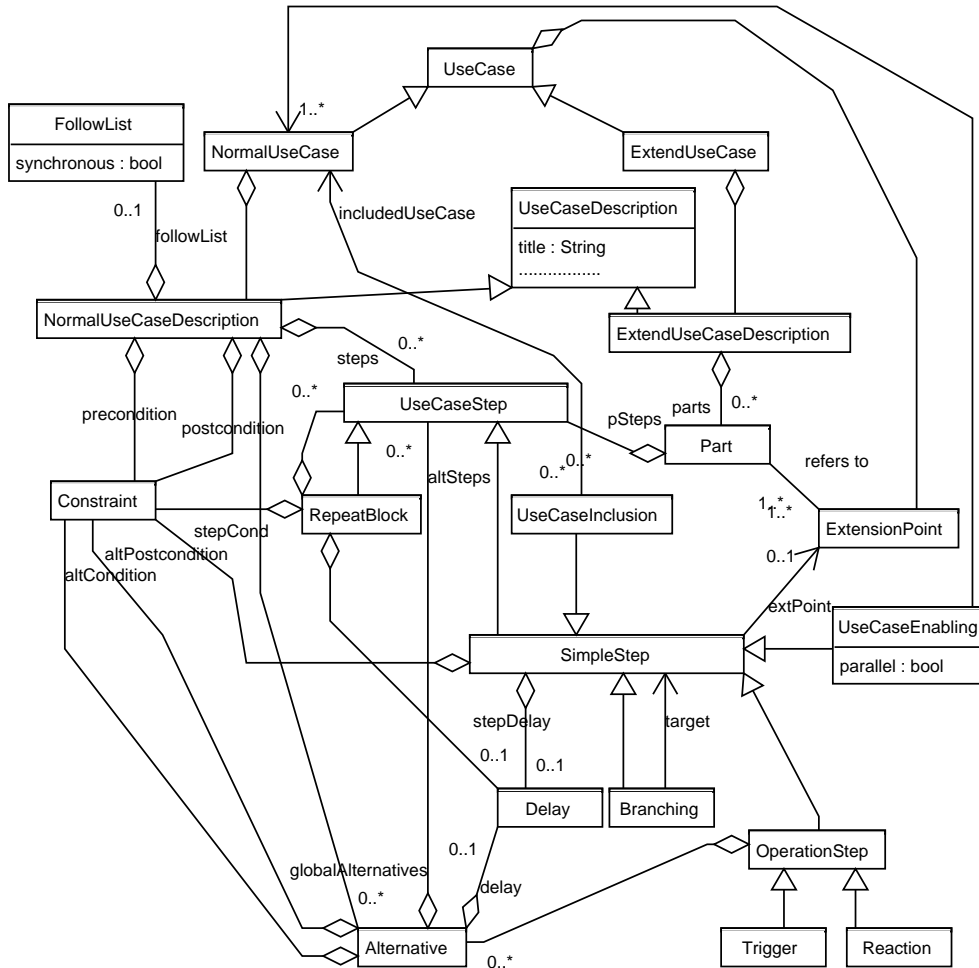 UseCase
1..*
FollowList
synchronous : bool
NormalUseCase
ExtendUseCase
0..1
followList
includedUseCase
UseCaseDescription
title : String
.................
NormalUseCaseDescription
ExtendUseCaseDescription
steps
0..*
precondition
postcondition
0..*
UseCaseStep
pSteps
parts
0..*
Part
0..*
altSteps
0..*
0..*
refers to
Constraint
RepeatBlock
UseCaseInclusion
1..*
1..*
ExtensionPoint
stepCond
altPostcondition
altCondition
0..1
extPoint
UseCaseEnabling
parallel : bool
SimpleStep
stepDelay
target
0..1
0..1
Delay
Branching
0..1
OperationStep
globalAlternatives
delay
0..*
Alternative
0..*
Trigger
Reaction